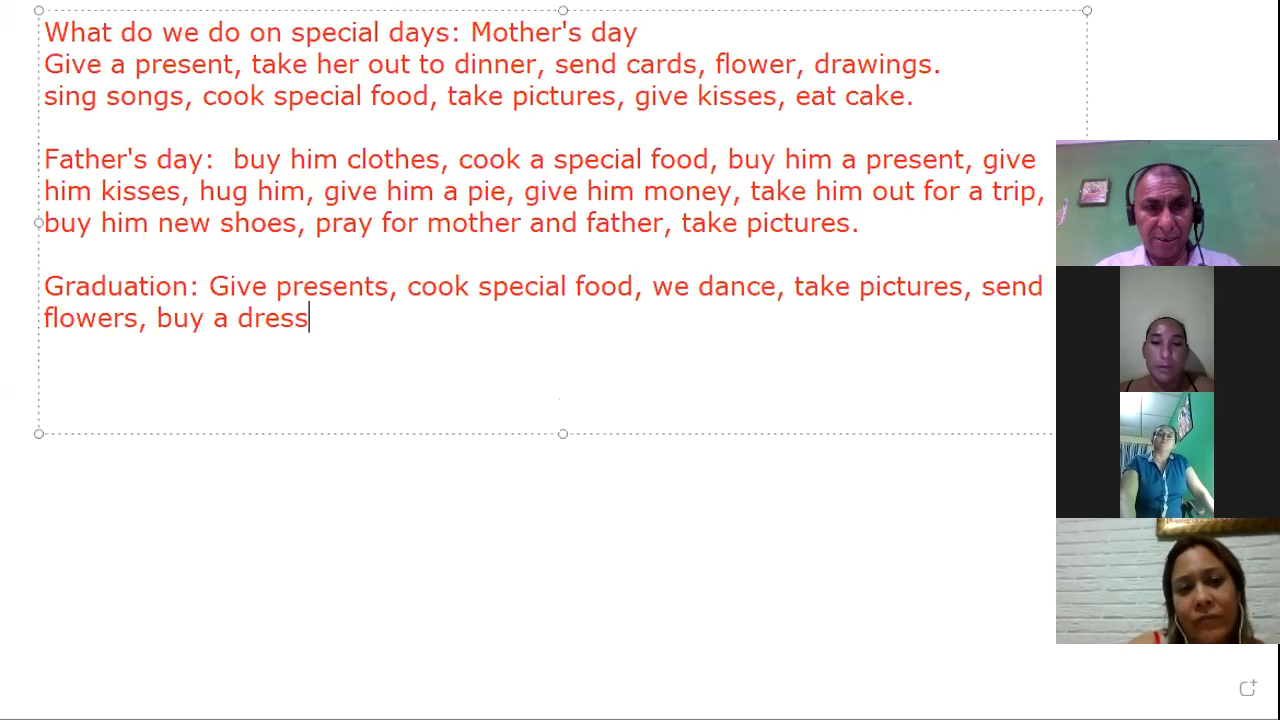 What do we do on special days: Mother's day
Give a present, take her out to dinner, send cards, flower, drawings.
sing songs, cook special food, take pictures, give kisses, eat cake.
Father's day:  buy him clothes, cook a special food, buy him a present, give
him kisses, hug him, give him a pie, give him money, take him out for a trip,
buy him new shoes, pray for mother and father, take pictures.
Graduation: Give presents, cook special food, we dance, take pictures, send
flowers, buy a dress